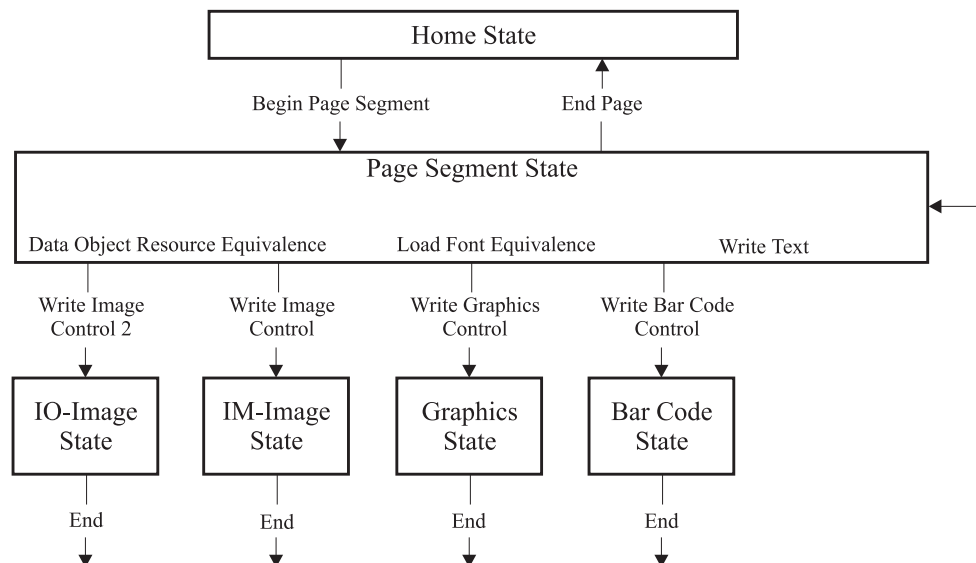 Home State
Begin Page Segment
End Page
Page Segment State
Data Object Resource Equivalence
Load Font Equivalence
Write Text
Write Image
Control 2
Write Image
Control
Write Graphics
Control
Write Bar Code
Control
IO-Image
State
IM-Image
State
Graphics
State
Bar Code
State
End
End
End
End